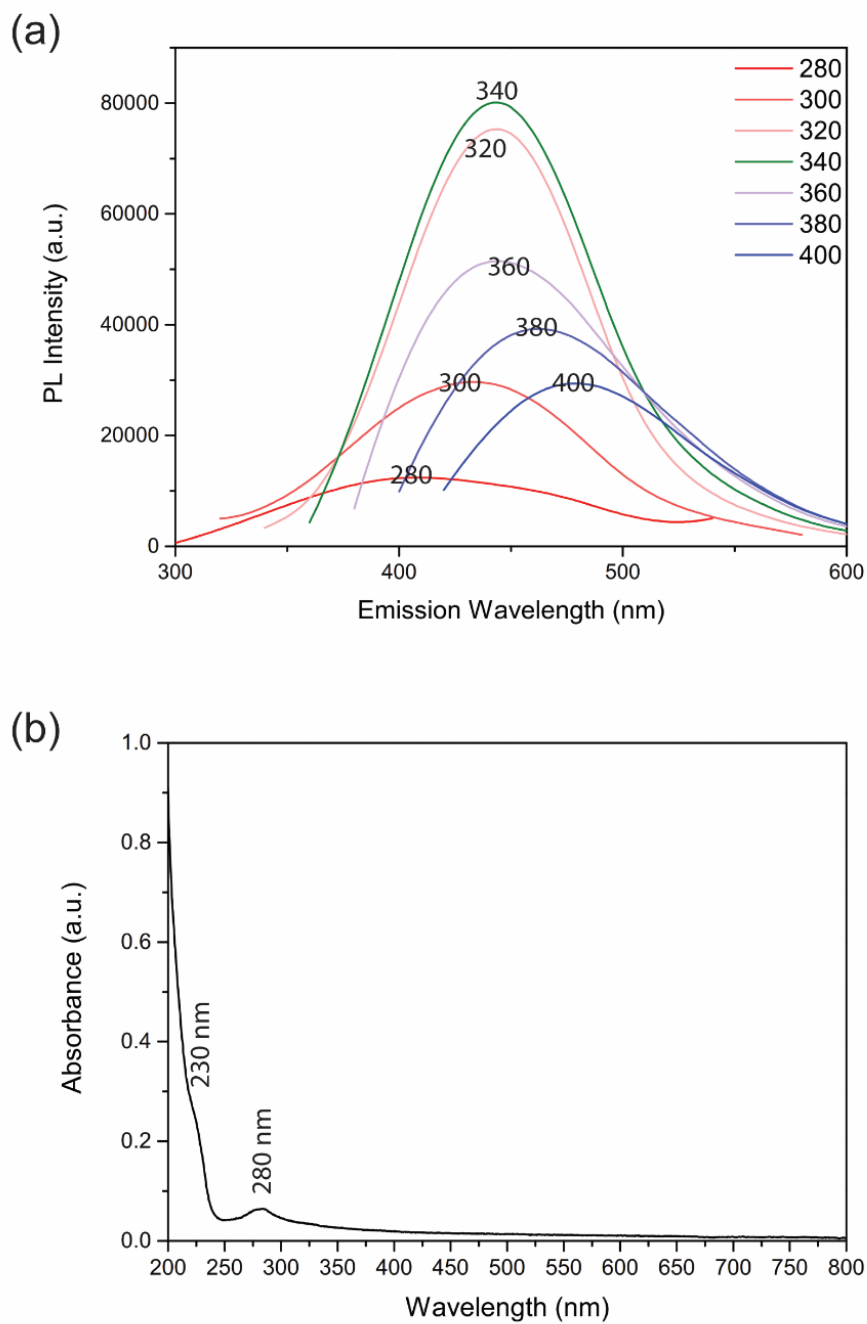 (a)
PL Intensity (a.u.)
80000
60000
40000
20000
0
340
320
360
380
300
400
280
280
300
320
340
360
380
400
300 400 500 600
Emission Wavelength (nm)
(b)
Absorbance (a.u.)
1.0
0.8
0.6
0.4
0.2
0.0
230 nm
280 nm
200 250 300 350 400 450 500 550 600 650 700 750 800
Wavelength (nm)